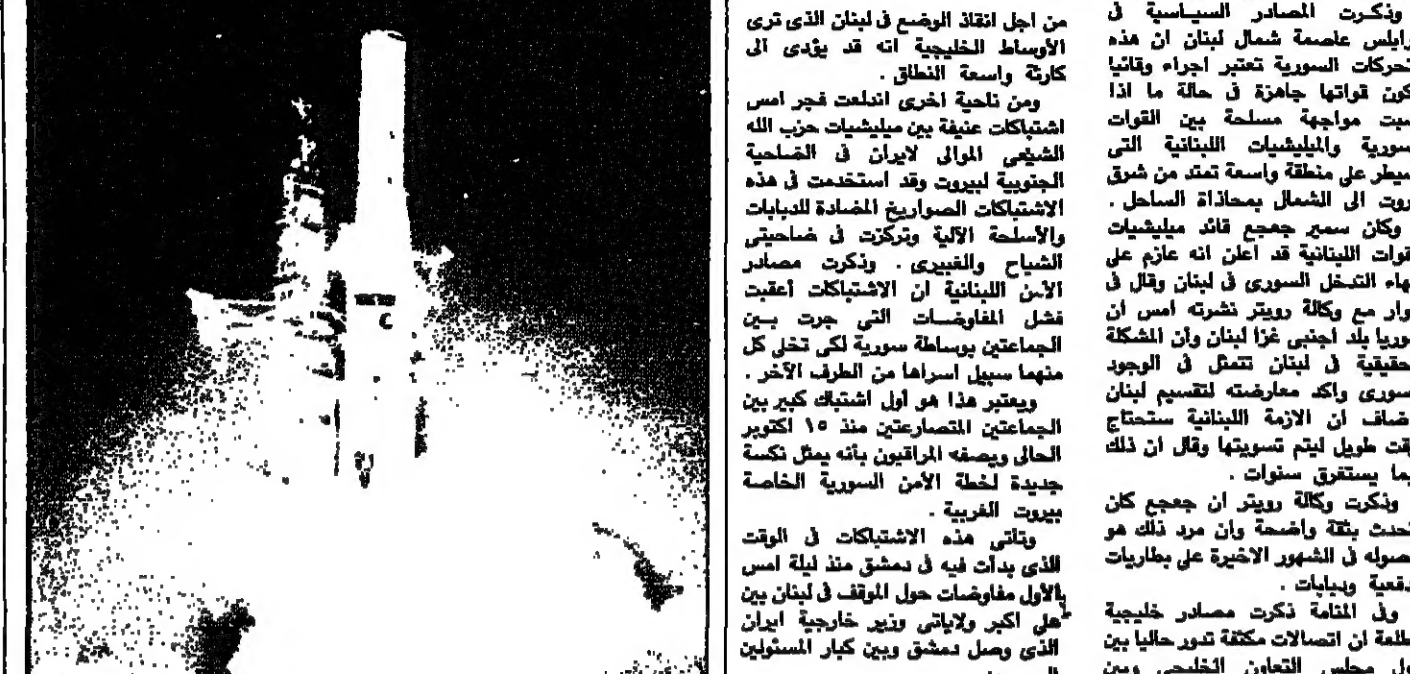 وذكرت المصادر السياسية فى
رابلس عاصمة شمال لبنان ان هذه
تحركات السورية تعتبر اجراء وقائيا
كون قواتها جاهزة فى حالة ما اذا
سبت مواجهة مسلحة بين القوات
سورية والميليشيات اللبنانية التى
سيطر على منطقة واسعة تمتد من شرق
روت الى الشمال بمحاذاة الساحل .
وكان سمير جعجع قائد ميليشيات
قوات اللبنانية قد أعلن انه عازم على
هاء التدخل السورى فى لبنان وقال فى
وار مع وكالة رويتر نشرته امس ان
وريا بلد اجنبى غزا لبنان وأن المشكلة
حقيقية فى لبنان تتمثل فى الوجود
سورى واكد معارضته لتقسيم لبنان
ضاف ان الازمة اللبنانية ستحتاج
قت طويل ليتم تسويتها وقال ان ذلك
بما يستغرق سنوات .
وذكرت وكالة رويتر ان جعجع كان
تحدث بثقة واضحة وان مرد ذلك هو
صوله فى الشهور الاخيرة على بطاريات
دفعية ودبابات .
وفى المنامة ذكرت مصادر خليجية
طلعة ان اتصالات مكثفة تدور حاليا بين
ول مجلس التعاون الخليجى وبين
من اجل انقاذ الوضع فى لبنان الذى ترى
الأوساط الخليجية انه قد يؤدى الى
كارثة واسعة النطاق .
ومن ناحية اخرى اندلعت فجر امس
اشتباكات عنيفة بين ميليشيات حزب الله
الشيعى الموالى لايران فى الضاحية
الجنوبية لبيروت وقد استخدمت فى هذه
الاشتباكات الصواريخ المضادة للدبابات
والأسلحة الآلية وتركزت فى ضاحيتى
الشياح والغبيرى . وذكرت مصادر
الأمن اللبنانية ان الاشتباكات أعقبت
فشل المفاوضات التى جرت بين
الجماعتين بوساطة سورية لكى تخلى كل
منهما سبيل اسراها من الطرف الآخر .
ويعتبر هذا هو أول اشتباك كبير بين
الجماعتين المتصارعتين منذ ١٥ اكتوبر
الحالى ويصفه المراقبون بأنه يمثل نكسة
جديدة لخطة الأمن السورية الخاصة
بيروت الغربية .
وتأتى هذه الاشتباكات فى الوقت
الذى بدأت فيه فى دمشق منذ ليلة امس
بالأول مفاوضات حول الموقف فى لبنان بين
على اكبر ولاياتى وزير خارجية ايران
الذى وصل دمشق وبين كبار المسئولين